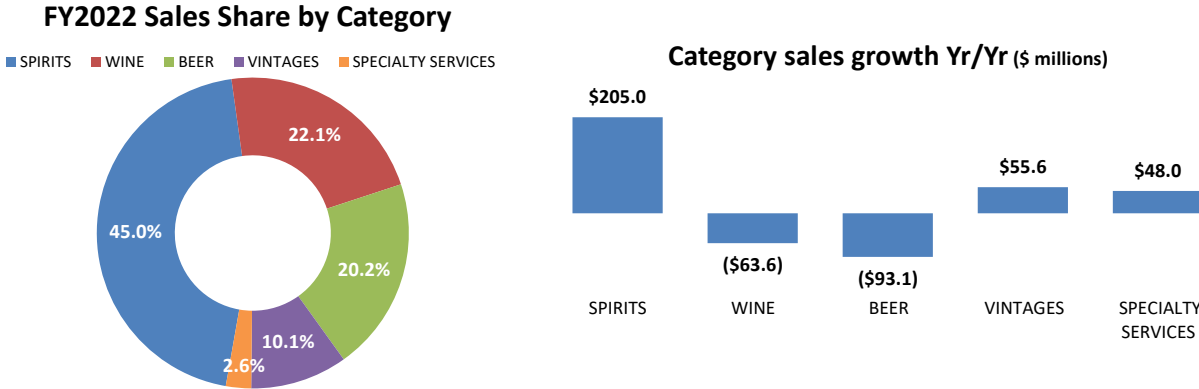 FY2022 Sales Share by Category
SPIRITS WINE BEER VINTAGES SPECIALTY SERVICES
22.1%
45.0%
20.2%
10.1%
2.6%
Category sales growth Yr/Yr ($ millions)
$205.0
$55.6
$48.0
($63.6)
($93.1)
SPIRITS WINE BEER VINTAGES SPECIALTY
SERVICES